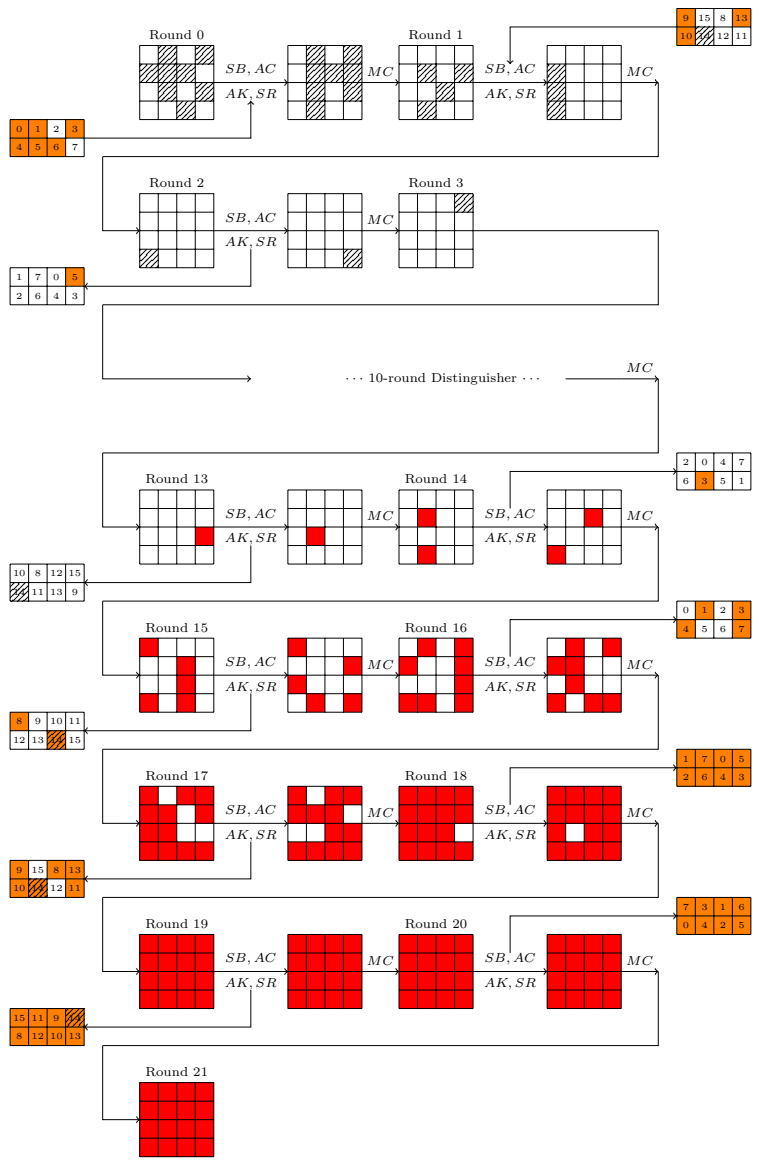 9 15 8 13
10 14 12 11
Round 0
Round 1
SB, AC
MC
SB, AC
MC
AK, SR
AK, SR
0 1 2 3
4 5 6 7
Round 2
Round 3
SB, AC
MC
AK, SR
1 7 0 5
2 6 4 3
··· 10-round Distinguisher ···
MC
2 0 4 7
6 3 5 1
Round 13
Round 14
SB, AC
MC
SB, AC
MC
AK, SR
AK, SR
10 8 12 15
14 11 13 9
0 1 2 3
4 5 6 7
Round 15
Round 16
SB, AC
MC
SB, AC
MC
AK, SR
AK, SR
8 9 10 11
12 13 14 15
1 7 0 5
2 6 4 3
Round 17
Round 18
SB, AC
MC
SB, AC
MC
AK, SR
AK, SR
9 15 8 13
10 14 12 11
7 3 1 6
0 4 2 5
Round 19
Round 20
SB, AC
MC
SB, AC
MC
AK, SR
AK, SR
15 11 9 14
8 12 10 13
Round 21